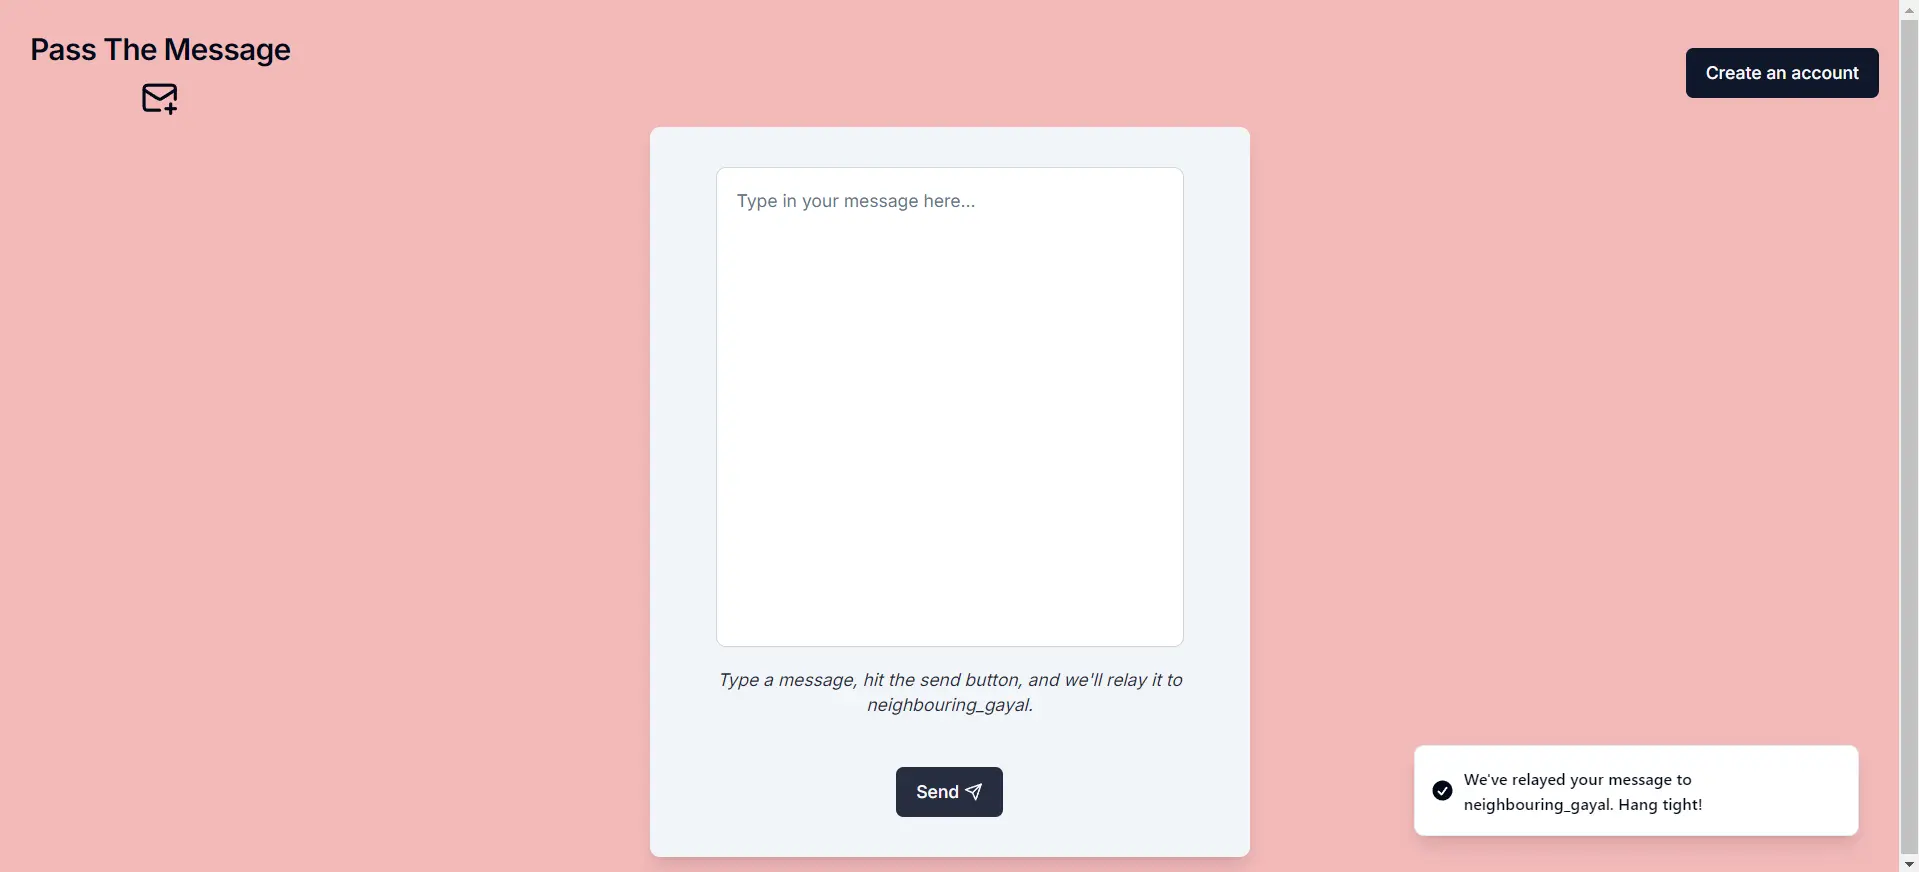 Pass The Message
Create an account
Type in your message here...
Type a message, hit the send button, and we'll relay it to
neighbouring_gayal.
Send
We've relayed your message to
neighbouring_gayal. Hang tight!